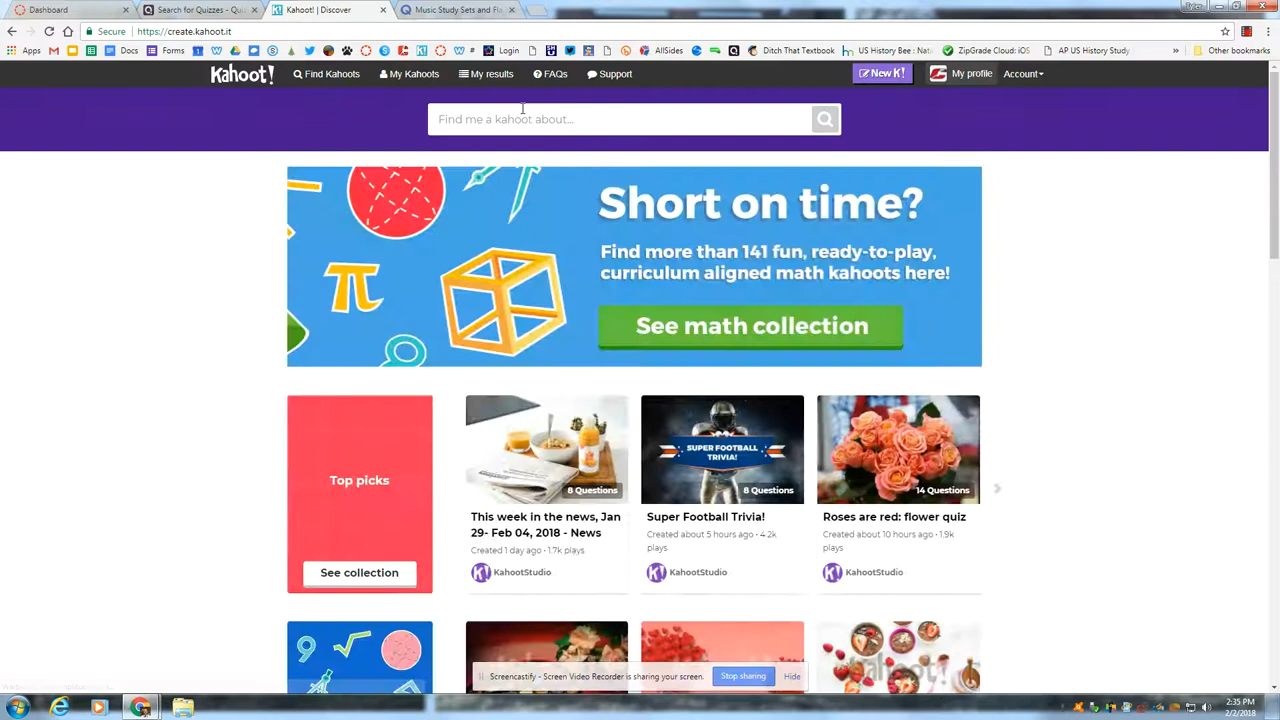 Dashboard
Search for Quizzes - Quiz
Kahoot! | Discover
Music Study Sets and Fla
Secure
https://create.kahoot.it
Apps
Docs
Forms
Login
AllSides
Ditch That Textbook
US History Bee : Natio
ZipGrade Cloud: iOS
AP US History Study
»
Other bookmarks
Kahoot!
Find Kahoots
My Kahoots
My results
FAQs
Support
New K!
My profile
Account
Find me a kahoot about...
Short on time?
Find more than 141 fun, ready-to-play,
curriculum aligned math kahoots here!
See math collection
Top picks
See collection
8 Questions
This week in the news, Jan
29- Feb 04, 2018 - News
Created 1 day ago • 1.7k plays
KahootStudio
SUPER FOOTBALL
TRIVIA!
8 Questions
Super Football Trivia!
Created about 5 hours ago • 4.2k
plays
KahootStudio
14 Questions
Roses are red: flower quiz
Created about 10 hours ago • 1.9k
plays
KahootStudio
Screencastify - Screen Video Recorder is sharing your screen.
Stop sharing
Hide
2:35 PM
2/2/2018